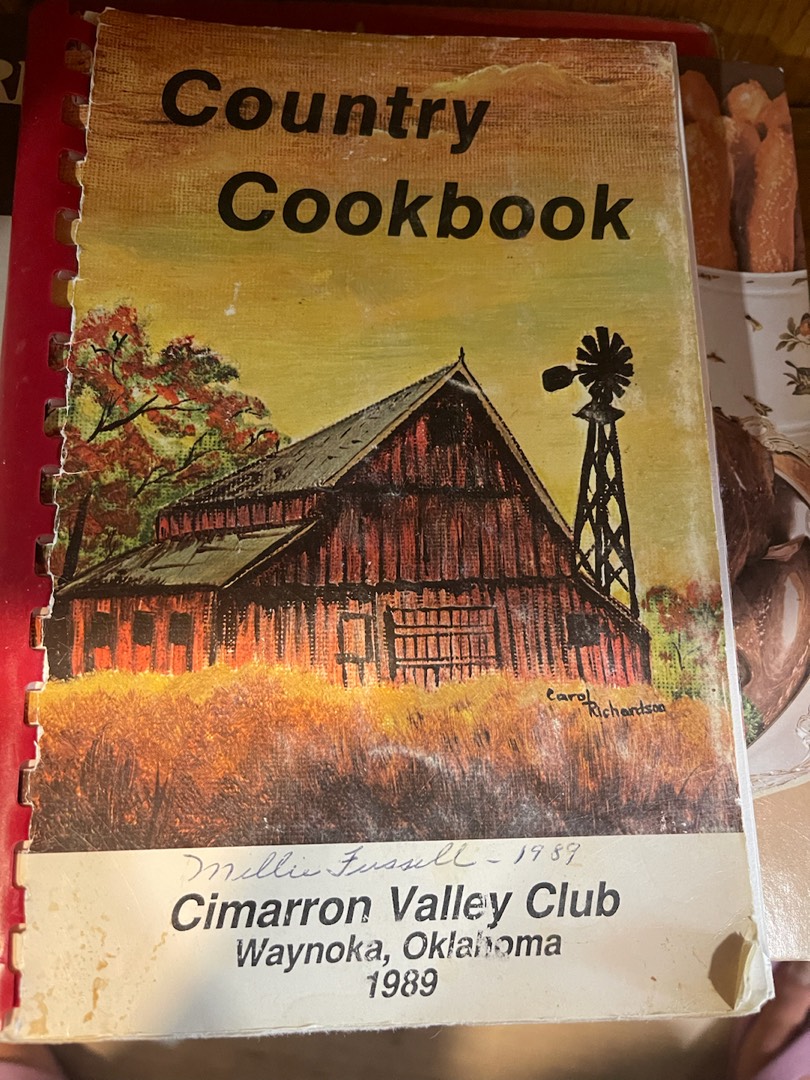 Country
Cookbook
Carol
Richardson
Millie Fussell - 1989
Cimarron Valley Club
Waynoka, Oklahoma
1989